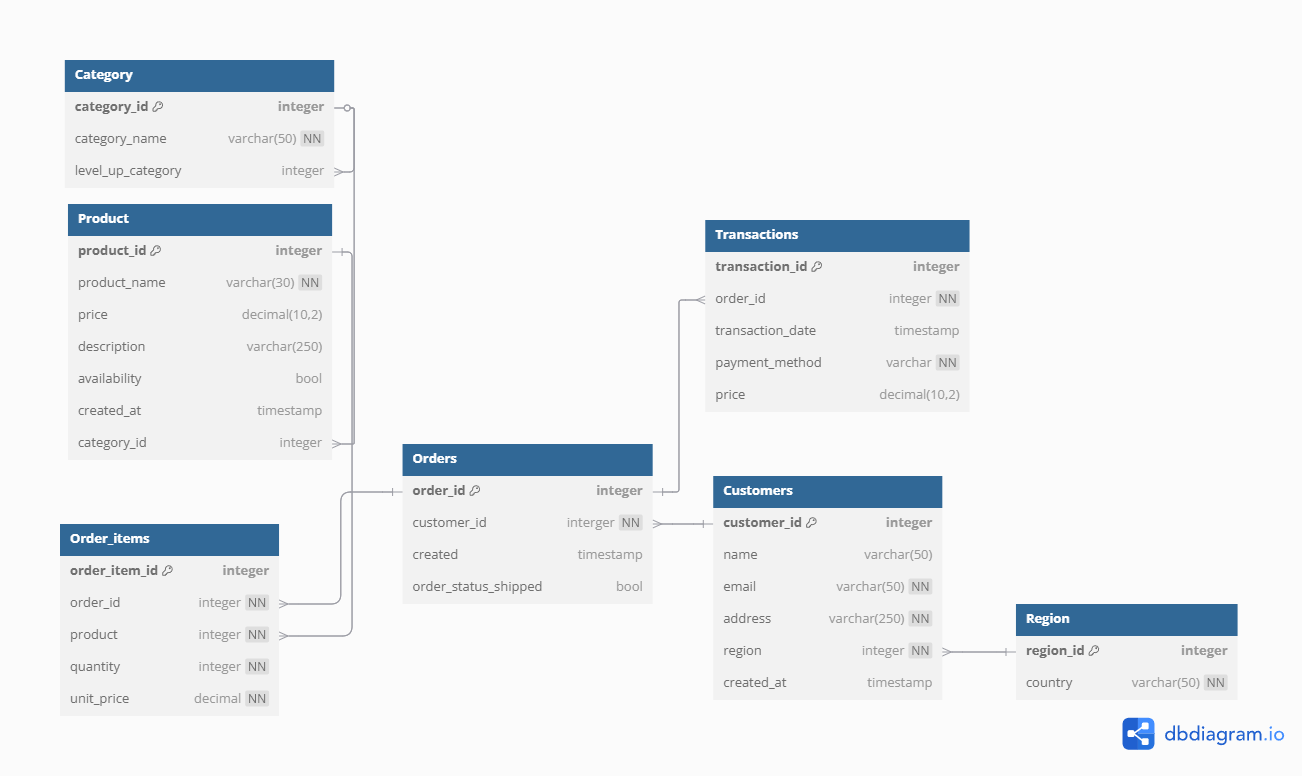 Category
category_id integer
category_name varchar(50) NN
level_up_category integer
Product
product_id integer
product_name varchar(30) NN
price decimal(10,2)
description varchar(250)
availability bool
created_at timestamp
category_id integer
Order_items
order_item_id integer
order_id integer NN
product integer NN
quantity integer NN
unit_price decimal NN
Orders
order_id integer
customer_id interger NN
created timestamp
order_status_shipped bool
Transactions
transaction_id integer
order_id integer NN
transaction_date timestamp
payment_method varchar NN
price decimal(10,2)
Customers
customer_id integer
name varchar(50)
email varchar(50) NN
address varchar(250) NN
region integer NN
created_at timestamp
Region
region_id integer
country varchar(50) NN
dbdiagram.io